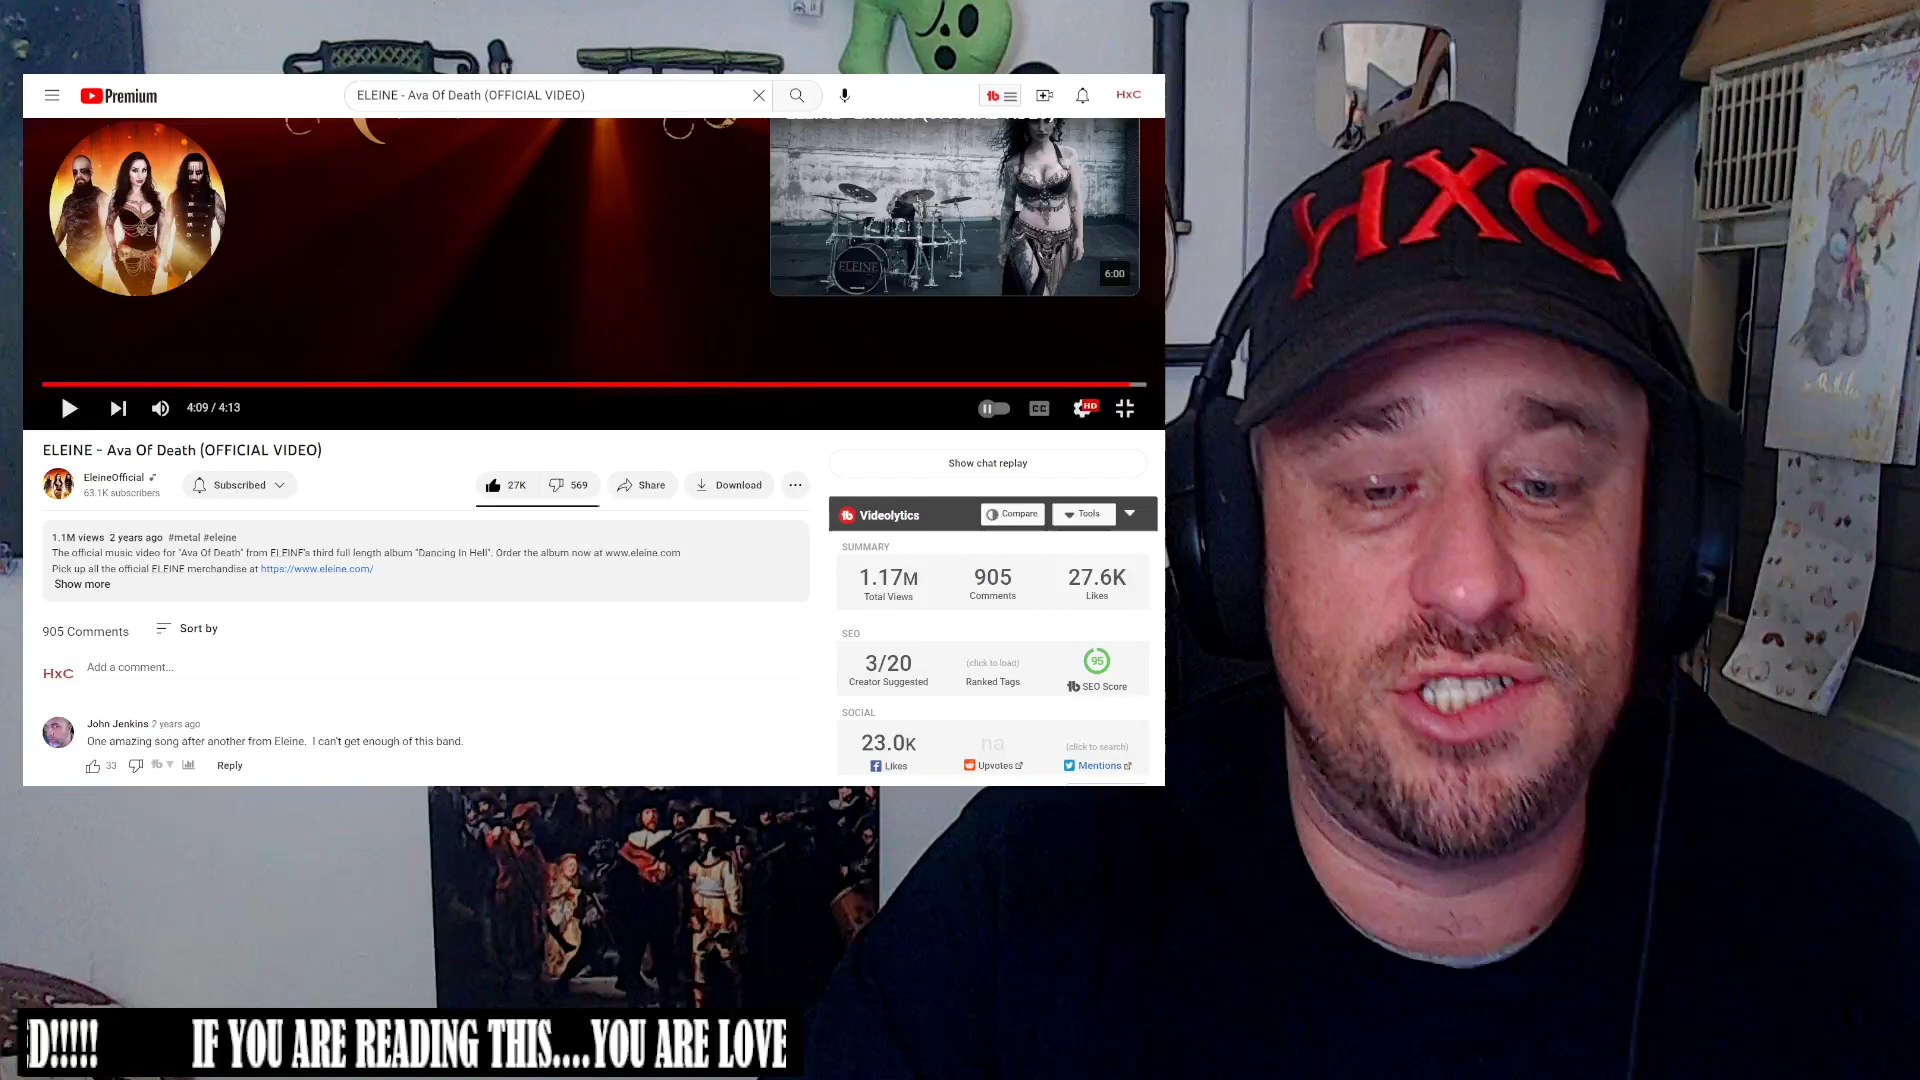 Premium
ELEINE - Ava Of Death (OFFICIAL VIDEO)
HxC
ELEINE
6:00
4:09 / 4:13
CC
HD
ELEINE - Ava Of Death (OFFICIAL VIDEO)
EleineOfficial
63.1K subscribers
Subscribed
27K
569
Share
Download
1.1M views 2 years ago #metal #eleine
The official music video for "Ava Of Death" from ELEINE's third full length album "Dancing In Hell". Order the album now at www.eleine.com
Pick up all the official ELEINE merchandise at https://www.eleine.com/
Show more
905 Comments
Sort by
HxC
Add a comment...
John Jenkins 2 years ago
One amazing song after another from Eleine. I can't get enough of this band.
33
Reply
Show chat replay
Videolytics
Compare
Tools
SUMMARY
1.17M
905
27.6K
Total Views
Comments
Likes
SEO
3/20
(click to load)
95
Creator Suggested
Ranked Tags
SEO Score
SOCIAL
23.0K
na
(click to search)
Likes
Upvotes
Mentions
HXC
friend
D!!!!! IF YOU ARE READING THIS....YOU ARE LOVE